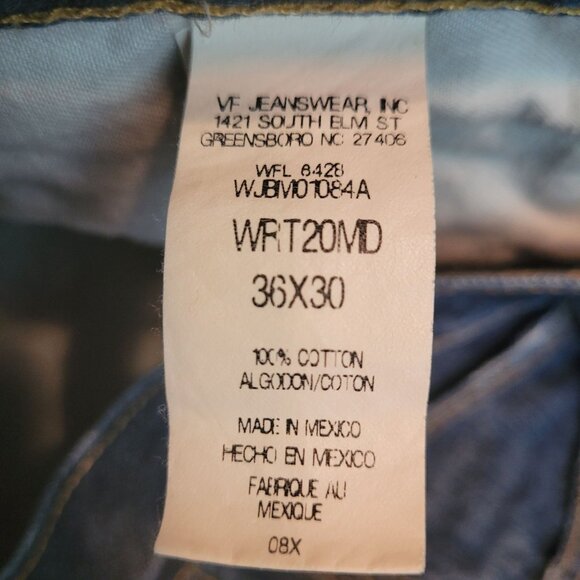 VF JEANSWEAR, INC
1421 SOUTH ELM ST
GREENSBORO NC 27406
WFL 8428
WJBM01084A
WRT20MD
36X30
100% COTTON
ALGODON/COTON
MADE IN MEXICO
HECHO EN MEXICO
FABRIQUE AU
MEXIQUE
08X